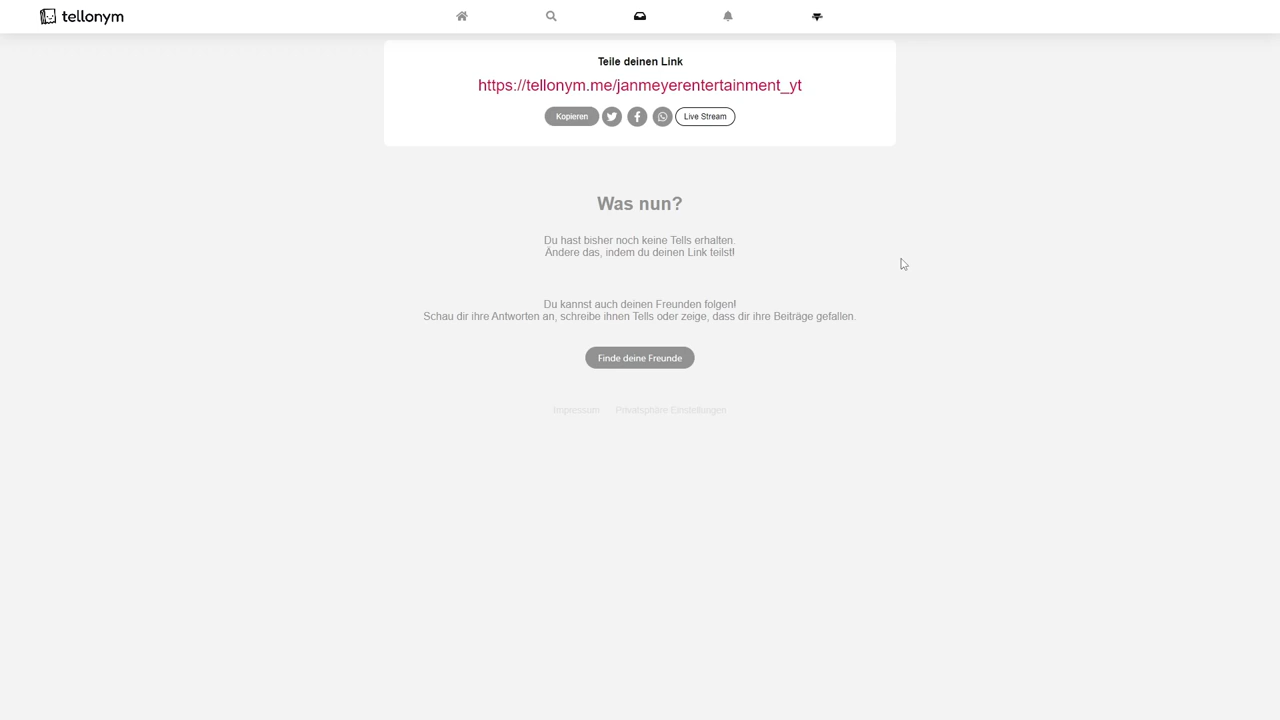 tellonym
Teile deinen Link
https://tellonym.me/janmeyerentertainment_yt
Kopieren
Live Stream
Was nun?
Du hast bisher noch keine Tells erhalten.
Ändere das, indem du deinen Link teilst!
Du kannst auch deinen Freunden folgen!
Schau dir ihre Antworten an, schreibe ihnen Tells oder zeige, dass dir ihre Beiträge gefallen.
Finde deine Freunde
Impressum Privatsphäre Einstellungen